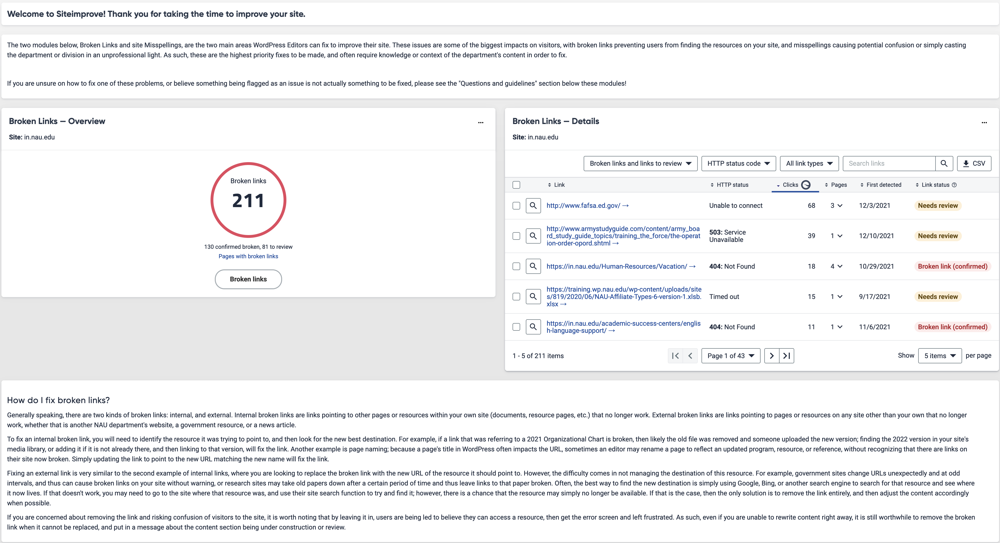 Welcome to Siteimprove! Thank you for taking the time to improve your site.
The two modules below, Broken Links and site Misspellings, are the two main areas WordPress Editors can fix to improve their site. These issues are some of the biggest impacts on visitors, with broken links preventing users from finding the resources on your site, and misspellings causing potential confusion or simply casting
the department or division in an unprofessional light. As such, these are the highest priority fixes to be made, and often require knowledge or context of the department's content in order to fix.
If you are unsure on how to fix one of these problems, or believe something being flagged as an issue is not actually something to be fixed, please see the "Questions and guidelines" section below these modules!
Broken Links — Overview
...
Site: in.nau.edu
Broken links
211
130 confirmed broken, 81 to review
Pages with broken links
Broken links
Broken Links — Details
...
Site: in.nau.edu
Broken links and links to review HTTP status code All link types Search links CSV
Link HTTP status Clicks Pages First detected Link status
http://www.fafsa.ed.gov/ → Unable to connect 68 3 12/3/2021 Needs review
http://www.armystudyguide.com/content/army_boa
rd_study_guide_topics/training_the_force/the-operat
ion-order-opord.shtml →
503: Service
Unavailable
39 1 12/10/2021 Needs review
https://in.nau.edu/Human-Resources/Vacation/ → 404: Not Found 18 4 10/29/2021 Broken link (confirmed)
https://training.wp.nau.edu/wp-content/uploads/site
s/819/2020/06/NAU-Affiliate-Types-6-version-1.xlsb.
xlsx →
Timed out 15 1 9/17/2021 Needs review
https://in.nau.edu/academic-success-centers/englis
h-language-support/ →
404: Not Found 11 1 11/6/2021 Broken link (confirmed)
1 - 5 of 211 items Page 1 of 43 Show 5 items per page
How do I fix broken links?
Generally speaking, there are two kinds of broken links: internal, and external. Internal broken links are links pointing to other pages or resources within your own site (documents, resource pages, etc.) that no longer work. External broken links are links pointing to pages or resources on any site other than your own that no longer
work, whether that is another NAU department's website, a government resource, or a news article.
To fix an internal broken link, you will need to identify the resource it was trying to point to, and then look for the new best destination. For example, if a link that was referring to a 2021 Organizational Chart is broken, then likely the old file was removed and someone uploaded the new version; finding the 2022 version in your site's
media library, or adding it if it is not already there, and then linking to that version, will fix the link. Another example is page naming; because a page's title in WordPress often impacts the URL, sometimes an editor may rename a page to reflect an updated program, resource, or reference, without recognizing that there are links on
their site now broken. Simply updating the link to point to the new URL matching the new name will fix the link.
Fixing an external link is very similar to the second example of internal links, where you are looking to replace the broken link with the new URL of the resource it should point to. However, the difficulty comes in not managing the destination of this resource. For example, government sites change URLs unexpectedly and at odd
intervals, and thus can cause broken links on your site without warning, or research sites may take old papers down after a certain period of time and thus leave links to that paper broken. Often, the best way to find the new destination is simply using Google, Bing, or another search engine to search for that resource and see where
it now lives. If that doesn't work, you may need to go to the site where that resource was, and use their site search function to try and find it; however, there is a chance that the resource may simply no longer be available. If that is the case, then the only solution is to remove the link entirely, and then adjust the content accordingly
when possible.
If you are concerned about removing the link and risking confusion of visitors to the site, it is worth noting that by leaving it in, users are being led to believe they can access a resource, then get the error screen and left frustrated. As such, even if you are unable to rewrite content right away, it is still worthwhile to remove the broken
link when it cannot be replaced, and put in a message about the content section being under construction or review.